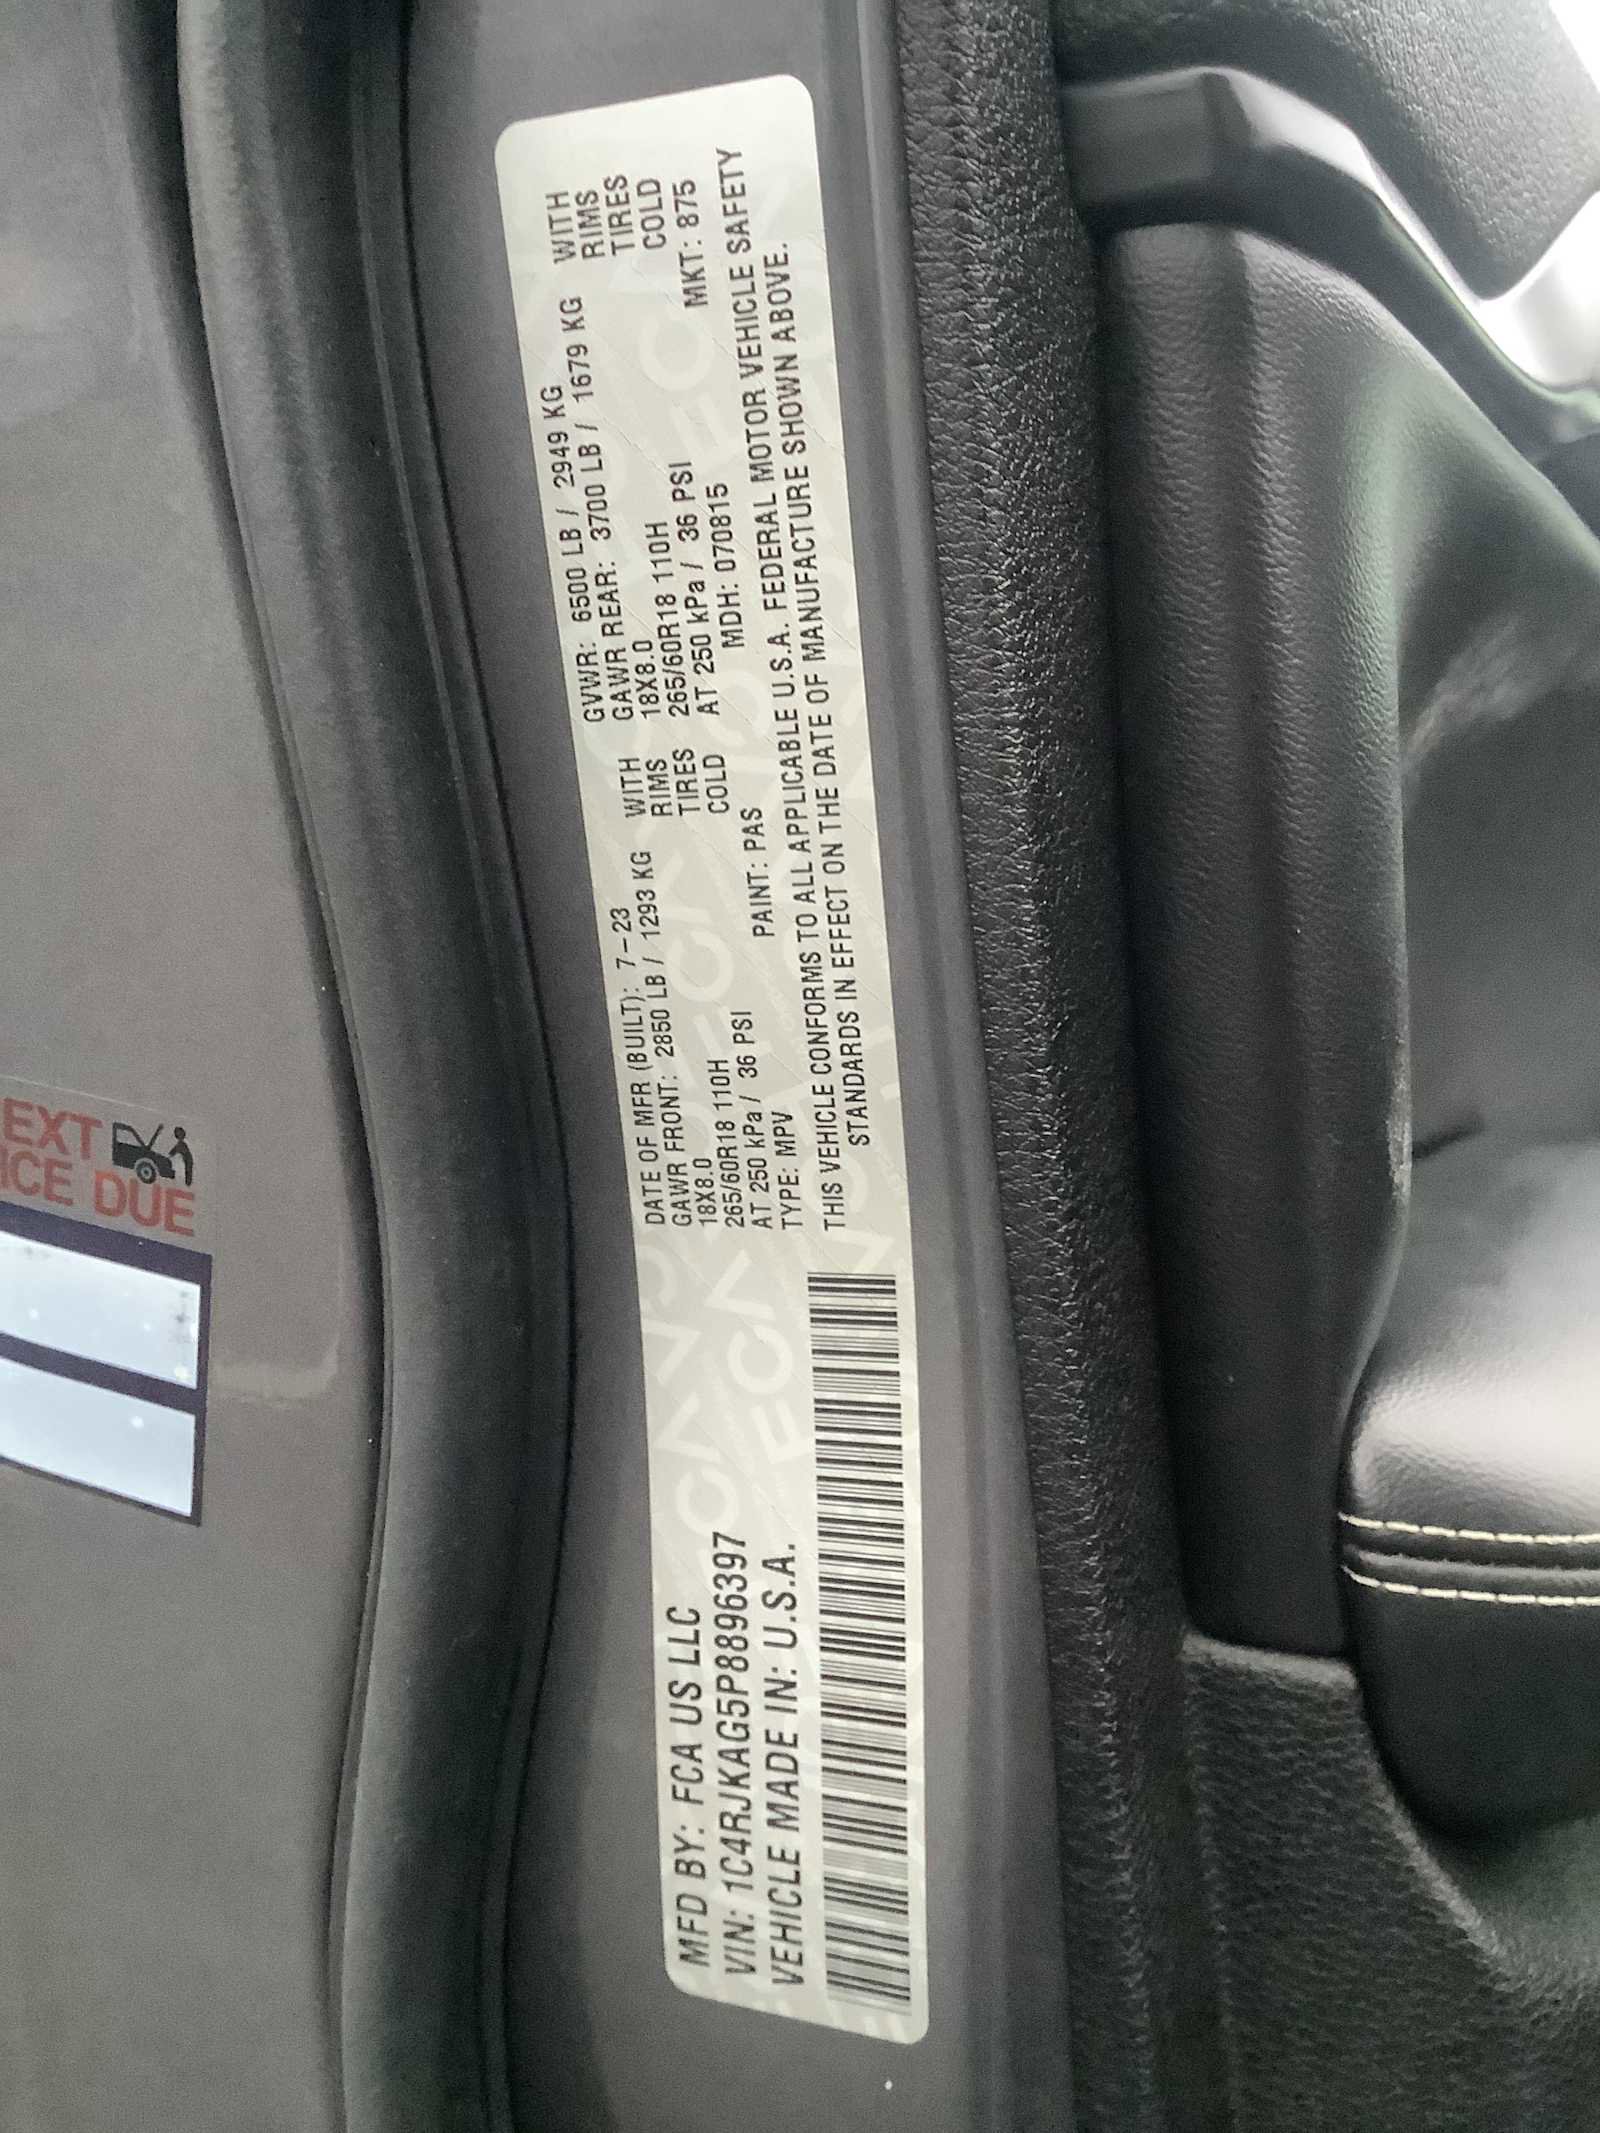 MFD BY: FCA US LLC
VIN: 1C4RJKAG5P8896397
VEHICLE MADE IN: U.S.A.
DATE OF MFR (BUILT): 7-23
GVWR: 6500 LB / 2949 KG
GAWR FRONT: 2850 LB / 1293 KG WITH
GAWR REAR: 3700 LB / 1679 KG WITH
18X8.0 RIMS
18X8.0 RIMS
265/60R18 110H TIRES
265/60R18 110H TIRES
AT 250 kPa / 36 PSI COLD
AT 250 kPa / 36 PSI COLD
TYPE: MPV PAINT: PAS MDH: 070815 MKT: 875
THIS VEHICLE CONFORMS TO ALL APPLICABLE U.S.A. FEDERAL MOTOR VEHICLE SAFETY
STANDARDS IN EFFECT ON THE DATE OF MANUFACTURE SHOWN ABOVE.
EXT
ICE DUE